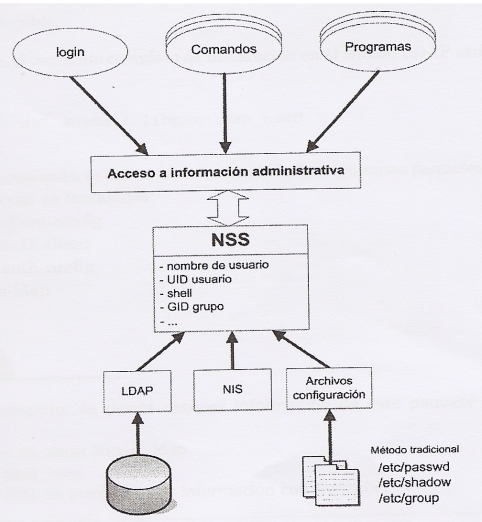 login
Comandos
Programas
Acceso a información administrativa
NSS
- nombre de usuario
- UID usuario
- shell
- GID grupo
- ...
LDAP
NIS
Archivos
configuración
Método tradicional
/etc/passwd
/etc/shadow
/etc/group